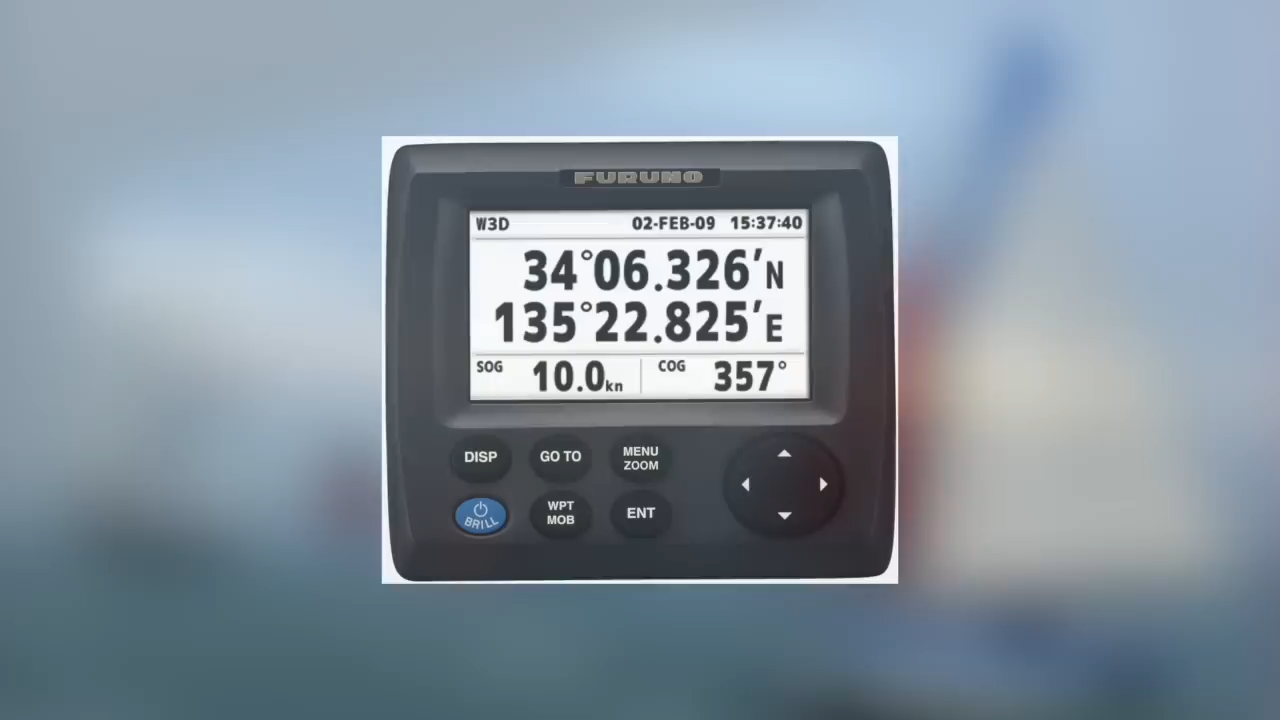 FURUNO
W3D 02-FEB-09 15:37:40
34°06.326'N
135°22.825'E
SOG 10.0kn COG 357°
DISP GO TO MENU ZOOM
BRILL WPT MOB ENT